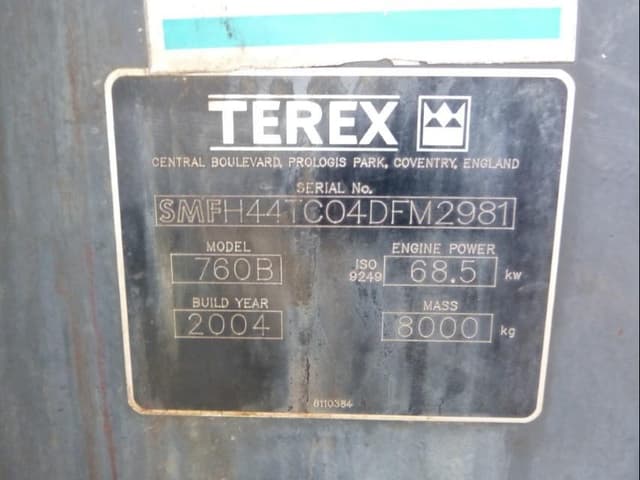 TEREX
CENTRAL BOULEVARD, PROLOGIS PARK, COVENTRY, ENGLAND
SERIAL No.
SMFH44TC04DFM2981
MODEL
760B
ENGINE POWER
ISO 9249 68.5 kw
BUILD YEAR
2004
MASS
8000 kg
8110384